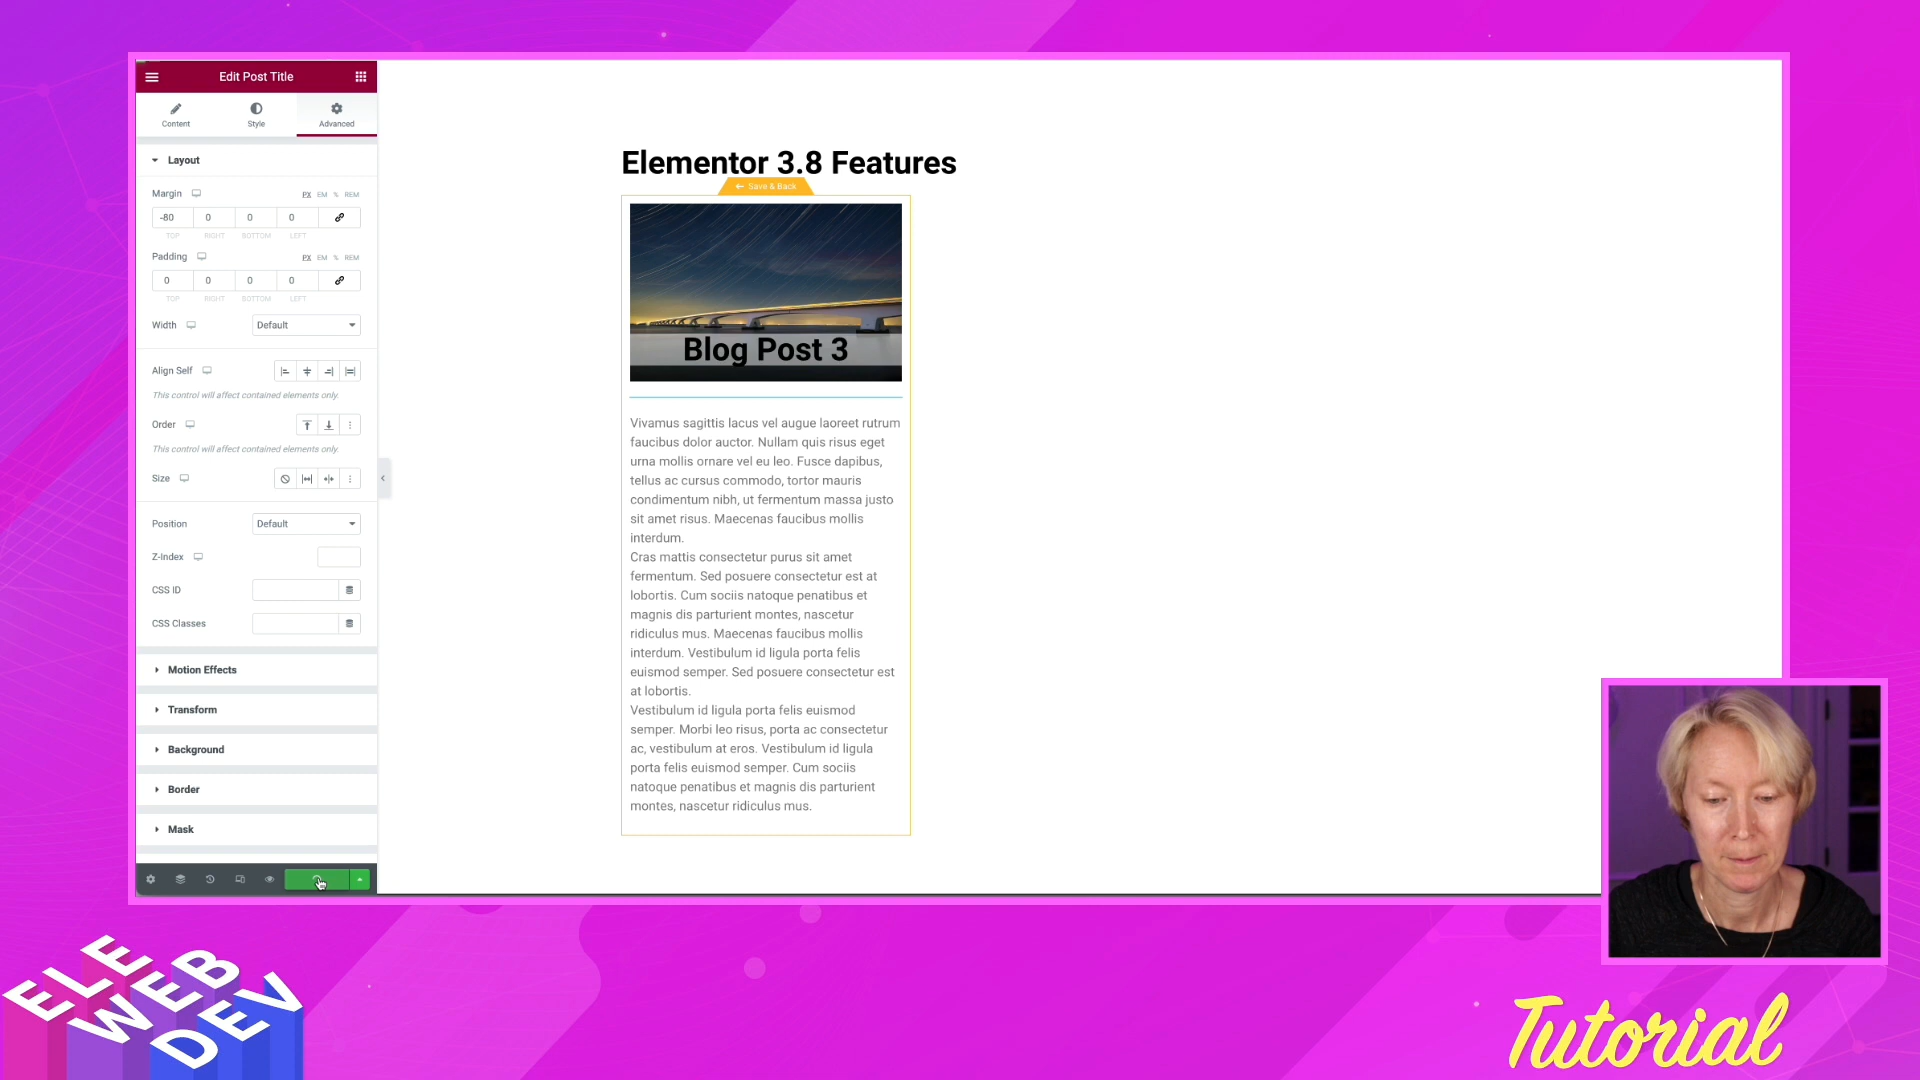 Edit Post Title
Content
Style
Advanced
Layout
Margin
PX EM % REM
-80 0 0 0
TOP RIGHT BOTTOM LEFT
Padding
PX EM % REM
0 0 0 0
TOP RIGHT BOTTOM LEFT
Width
Default
Align Self
This control will affect contained elements only.
Order
This control will affect contained elements only.
Size
Position
Default
Z-Index
CSS ID
CSS Classes
Motion Effects
Transform
Background
Border
Mask
Elementor 3.8 Features
Save & Back
Blog Post 3
Vivamus sagittis lacus vel augue laoreet rutrum
faucibus dolor auctor. Nullam quis risus eget
urna mollis ornare vel eu leo. Fusce dapibus,
tellus ac cursus commodo, tortor mauris
condimentum nibh, ut fermentum massa justo
sit amet risus. Maecenas faucibus mollis
interdum.
Cras mattis consectetur purus sit amet
fermentum. Sed posuere consectetur est at
lobortis. Cum sociis natoque penatibus et
magnis dis parturient montes, nascetur
ridiculus mus. Maecenas faucibus mollis
interdum. Vestibulum id ligula porta felis
euismod semper. Sed posuere consectetur est
at lobortis.
Vestibulum id ligula porta felis euismod
semper. Morbi leo risus, porta ac consectetur
ac, vestibulum at eros. Vestibulum id ligula
porta felis euismod semper. Cum sociis
natoque penatibus et magnis dis parturient
montes, nascetur ridiculus mus.
ELE
WEB
DEV
Tutorial